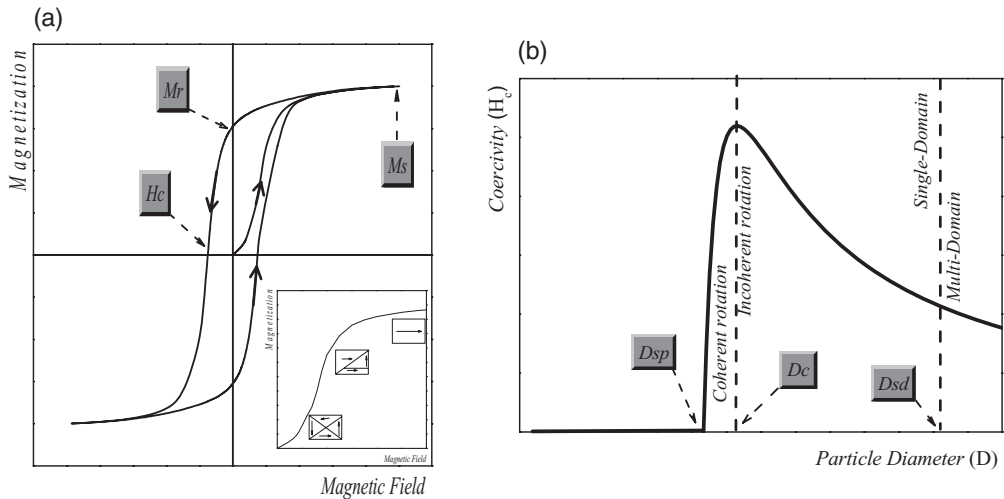 (a)
Magnetization
Mr
Ms
Hc
Magnetization
Magnetic Field
Magnetic Field
(b)
Coercivity (Hc)
Coherent rotation
Incoherent rotation
Single-Domain
Multi-Domain
Dsp
Dc
Dsd
Particle Diameter (D)